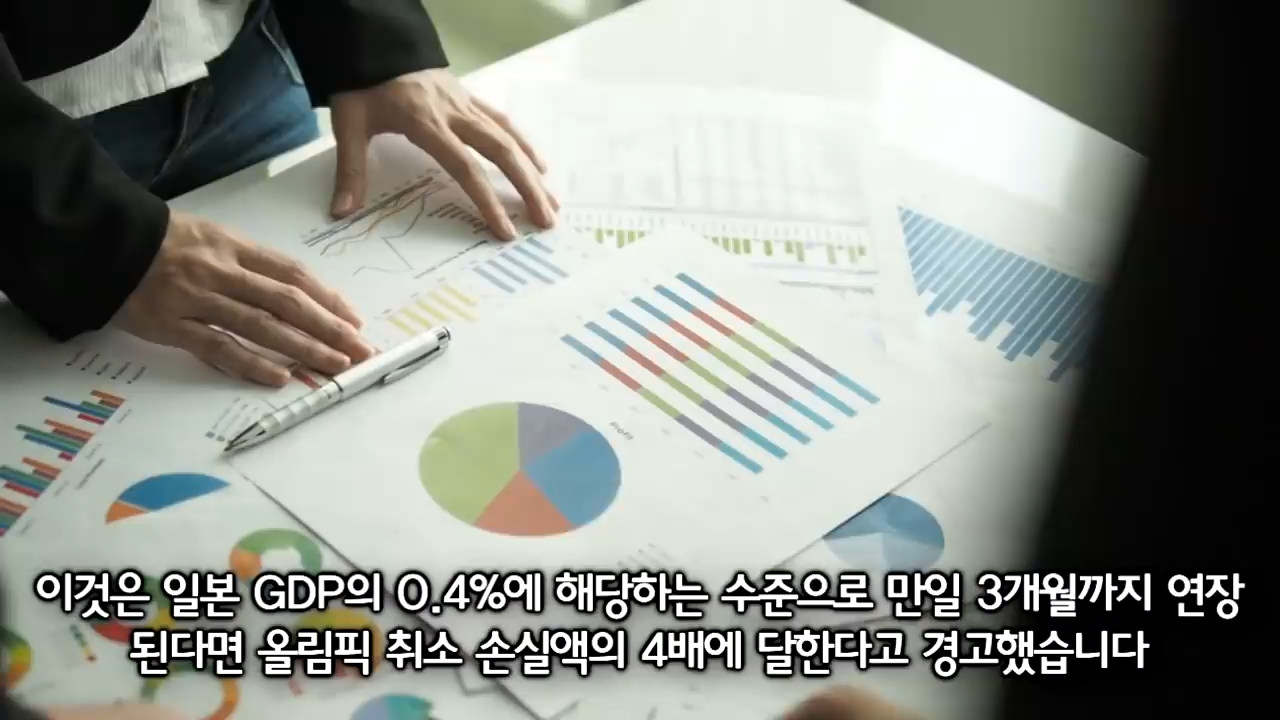 Profit
이것은 일본 GDP의 0.4%에 해당하는 수준으로 만일 3개월까지 연장
된다면 올림픽 취소 손실액의 4배에 달한다고 경고했습니다